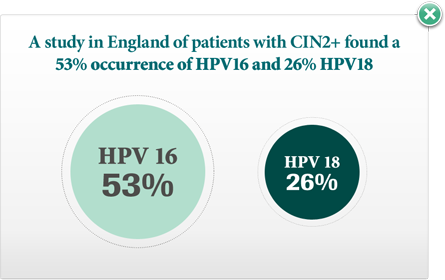 A study in England of patients with CIN2+ found a
53% occurrence of HPV16 and 26% HPV18
HPV 16
53%
HPV 18
26%